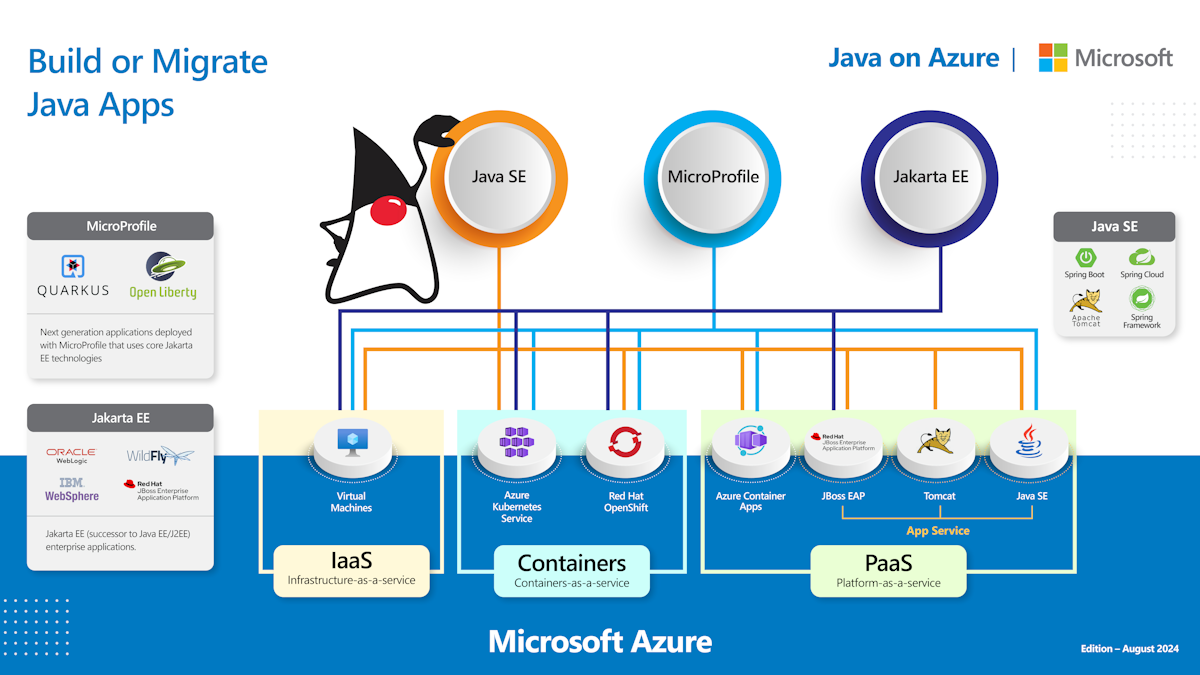 Build or Migrate
Java Apps
Java on Azure |
Microsoft
Java SE
MicroProfile
Jakarta EE
MicroProfile
QUARKUS
Open Liberty
Next generation applications deployed
with MicroProfile that uses core Jakarta
EE technologies
Jakarta EE
ORACLE
WebLogic
WildFly
IBM
WebSphere
Red Hat
JBoss Enterprise
Application Platform
Jakarta EE (successor to Java EE/J2EE)
enterprise applications.
Java SE
Spring Boot
Spring Cloud
Apache
Tomcat
Spring
Framework
Red Hat
JBoss Enterprise
Application Platform
Virtual
Machines
Azure
Kubernetes
Service
Red Hat
OpenShift
Azure Container
Apps
JBoss EAP
Tomcat
Java SE
App Service
IaaS
Infrastructure-as-a-service
Containers
Containers-as-a-service
PaaS
Platform-as-a-service
Microsoft Azure
Edition – August 2024